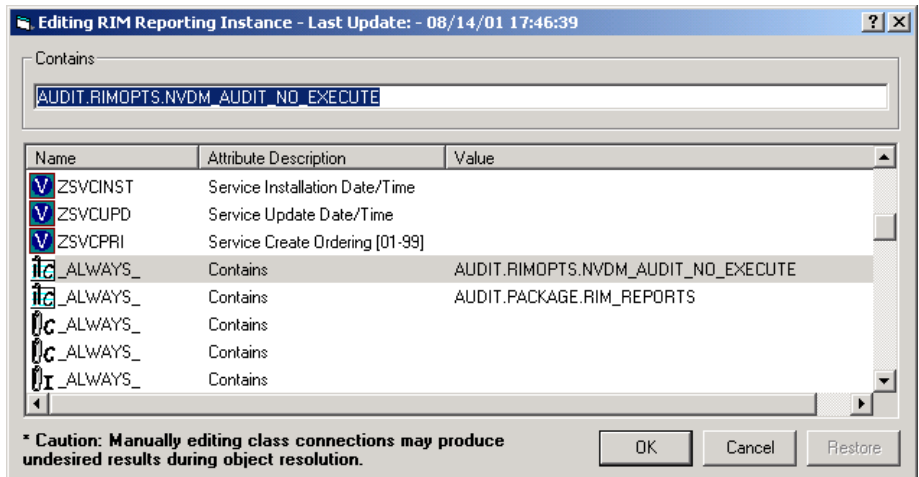 Editing RIM Reporting Instance - Last Update: - 08/14/01 17:46:39
Contains
AUDIT.RIMOPTS.NVDM_AUDIT_NO_EXECUTE
Name Attribute Description Value
V ZSVCINST Service Installation Date/Time
V ZSVCUPD Service Update Date/Time
V ZSVCPRI Service Create Ordering [01-99]
_ALWAYS_ Contains AUDIT.RIMOPTS.NVDM_AUDIT_NO_EXECUTE
_ALWAYS_ Contains AUDIT.PACKAGE.RIM_REPORTS
_ALWAYS_ Contains
_ALWAYS_ Contains
_ALWAYS_ Contains
* Caution: Manually editing class connections may produce
undesired results during object resolution.
OK Cancel Restore